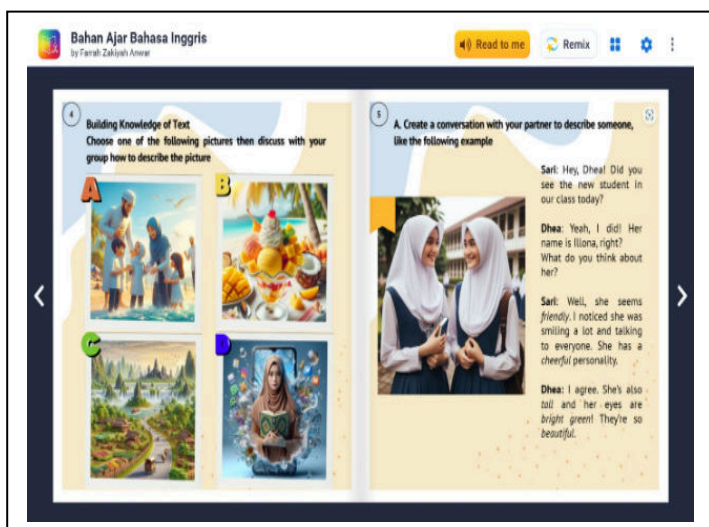 Bahan Ajar Bahasa Inggris
by Farrah Zakiyah Anwar
Read to me
Remix
4
Building Knowledge of Text
Choose one of the following pictures then discuss with your
group how to describe the picture
A
B
C
D
5
A. Create a conversation with your partner to describe someone,
like the following example
Sari: Hey, Dhea! Did you
see the new student in
our class today?
Dhea: Yeah, I did! Her
name is Illona, right?
What do you think about
her?
Sari: Well, she seems
friendly. I noticed she was
smiling a lot and talking
to everyone. She has a
cheerful personality.
Dhea: I agree. She's also
tall and her eyes are
bright green! They're so
beautiful.